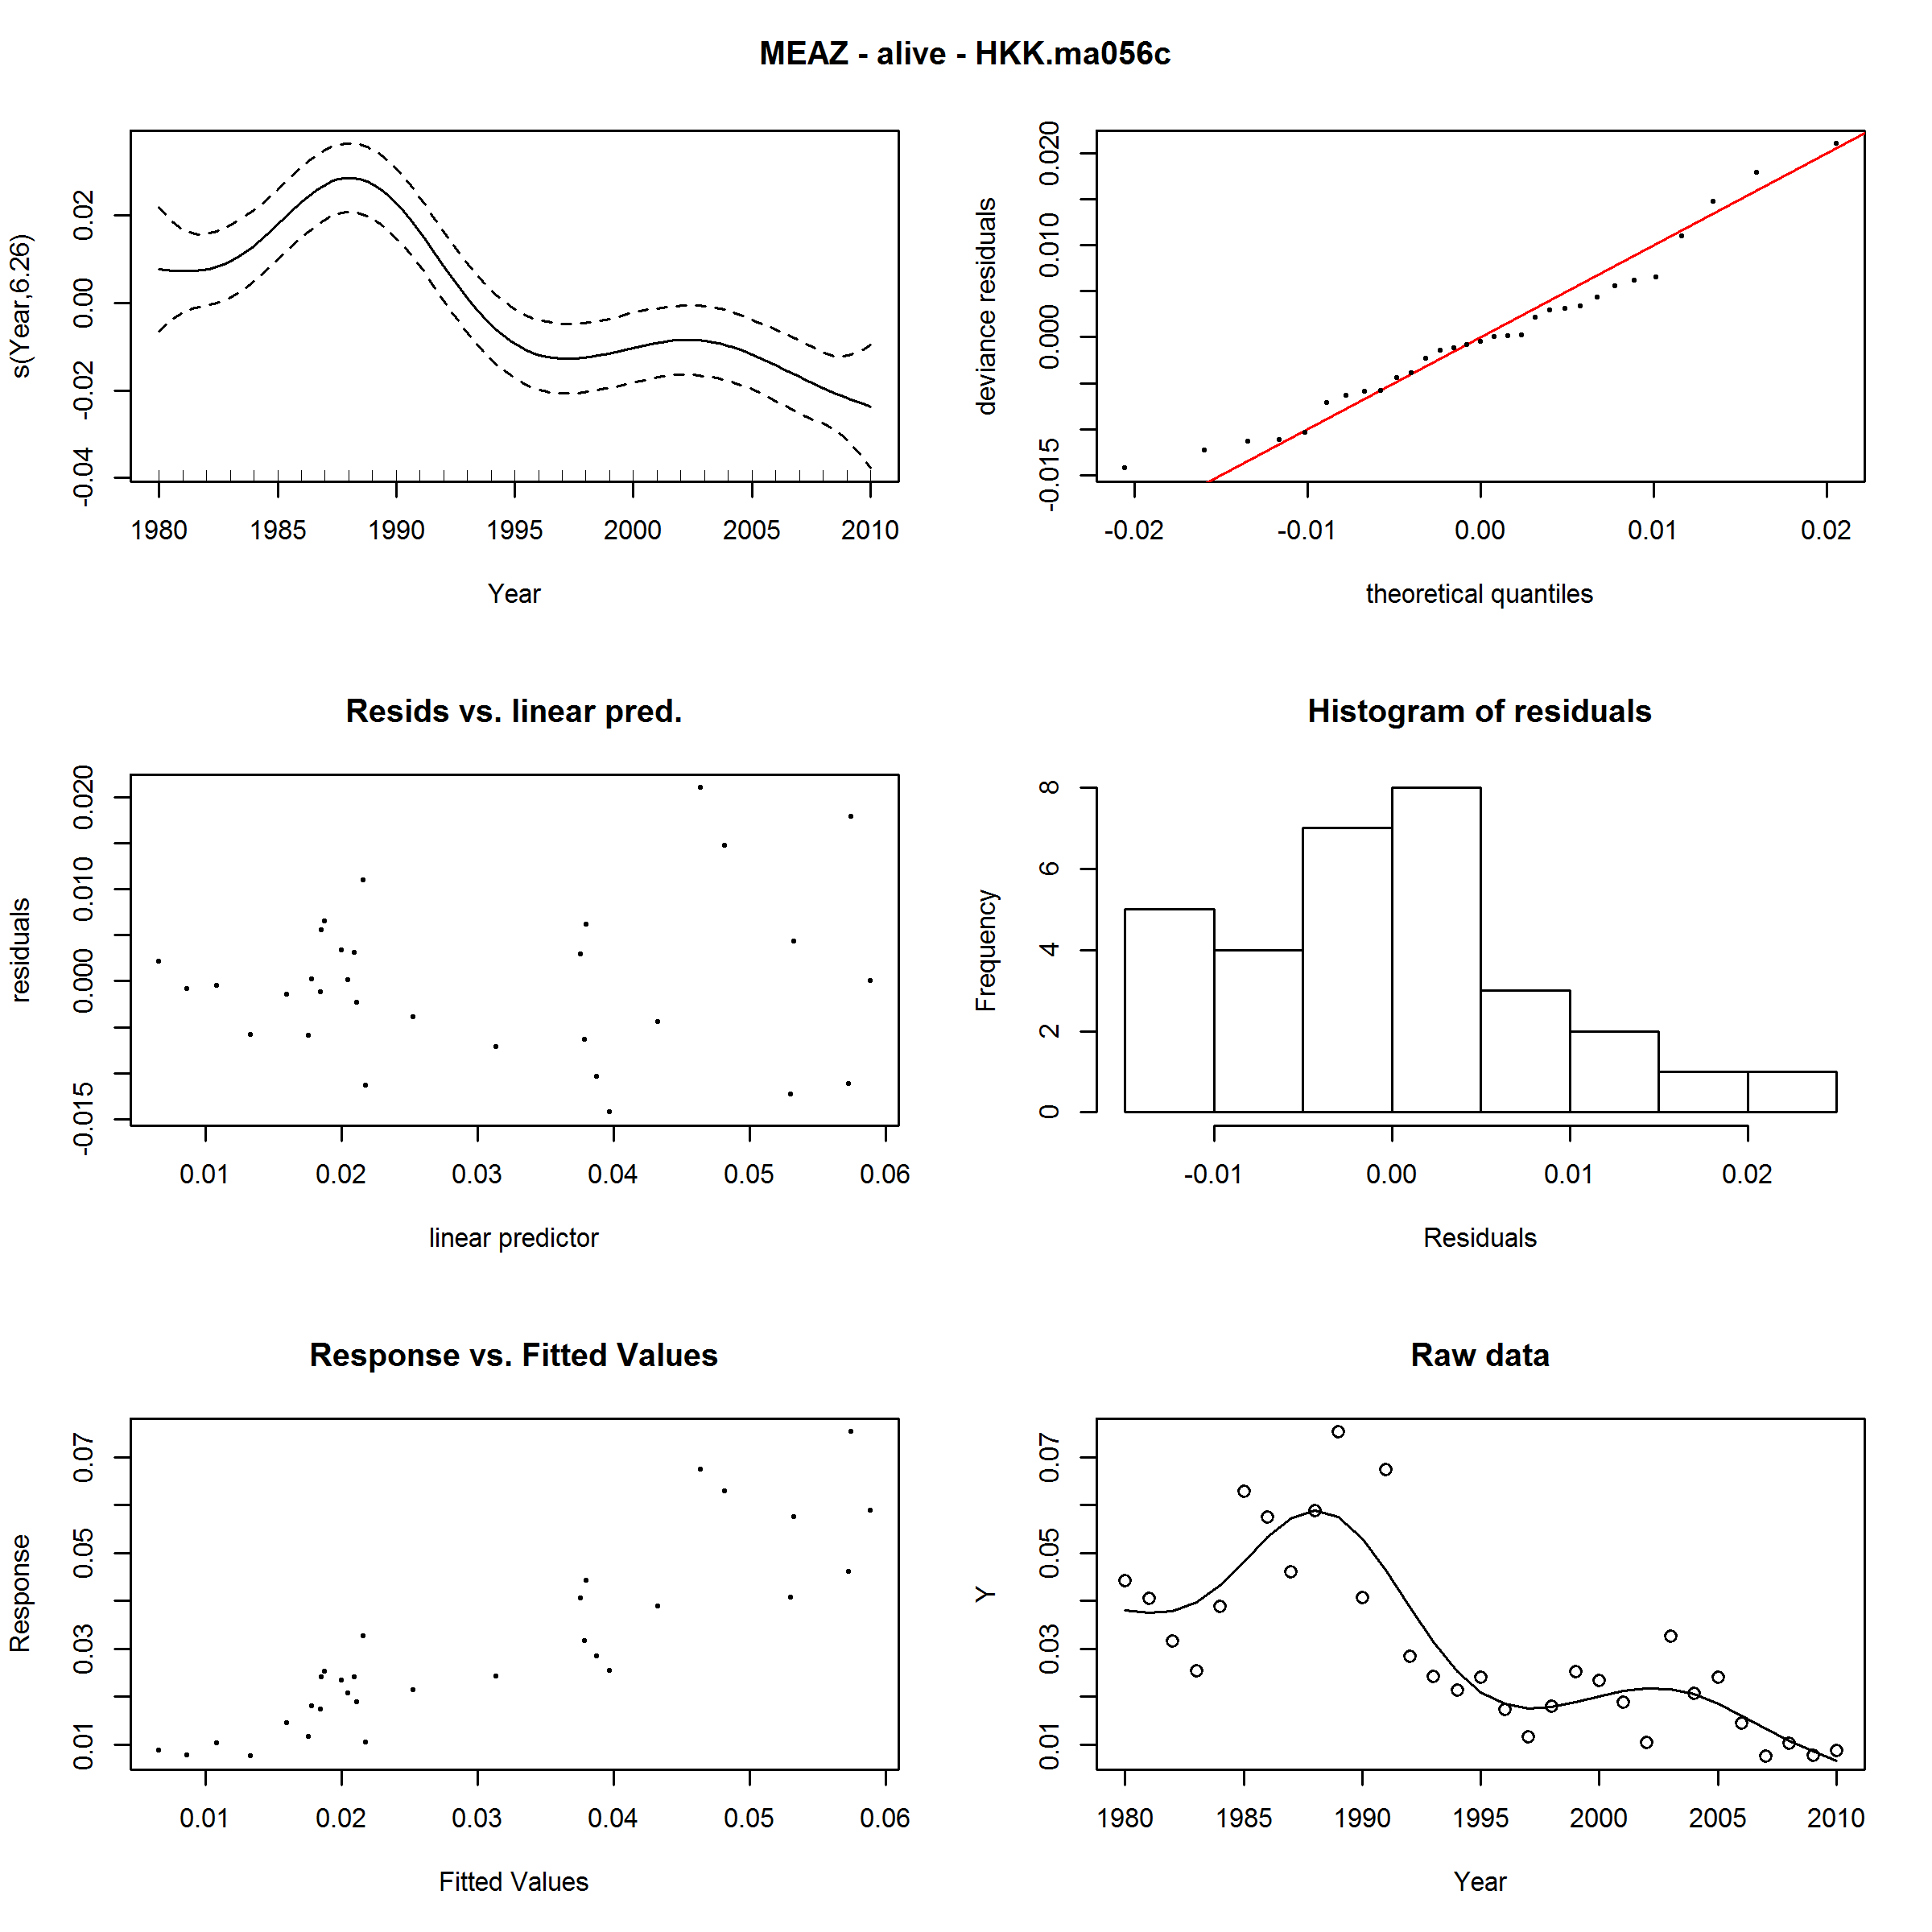 MEAZ - alive - HKK.ma056c
s(Year,6.26)
-0.04 -0.02 0.00 0.02
1980 1985 1990 1995 2000 2005 2010
Year
deviance residuals
-0.015 0.000 0.010 0.020
-0.02 -0.01 0.00 0.01 0.02
theoretical quantiles
Resids vs. linear pred.
residuals
-0.015 0.000 0.010 0.020
0.01 0.02 0.03 0.04 0.05 0.06
linear predictor
Histogram of residuals
Frequency
0 2 4 6 8
-0.01 0.00 0.01 0.02
Residuals
Response vs. Fitted Values
Response
0.01 0.03 0.05 0.07
0.01 0.02 0.03 0.04 0.05 0.06
Fitted Values
Raw data
Y
0.01 0.03 0.05 0.07
1980 1985 1990 1995 2000 2005 2010
Year